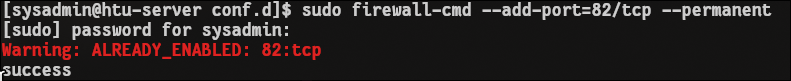 [sysadmin@htu-server conf.d]$ sudo firewall-cmd --add-port=82/tcp --permanent
[sudo] password for sysadmin:
Warning: ALREADY_ENABLED: 82:tcp
success